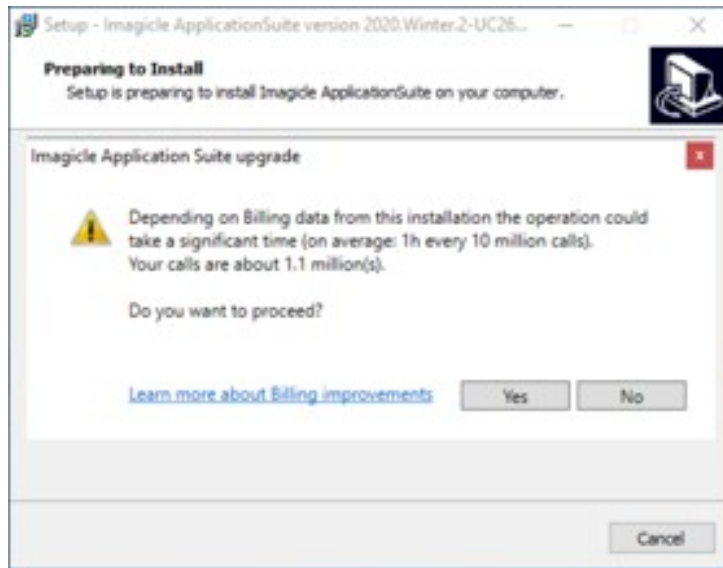 Setup - Imagicle ApplicationSuite version 2020.Winter.2-UC26...
Preparing to Install
Setup is preparing to install Imagicle ApplicationSuite on your computer.
Imagicle Application Suite upgrade
Depending on Billing data from this installation the operation could
take a significant time (on average: 1h every 10 million calls).
Your calls are about 1.1 million(s).
Do you want to proceed?
Learn more about Billing improvements
Yes
No
Cancel